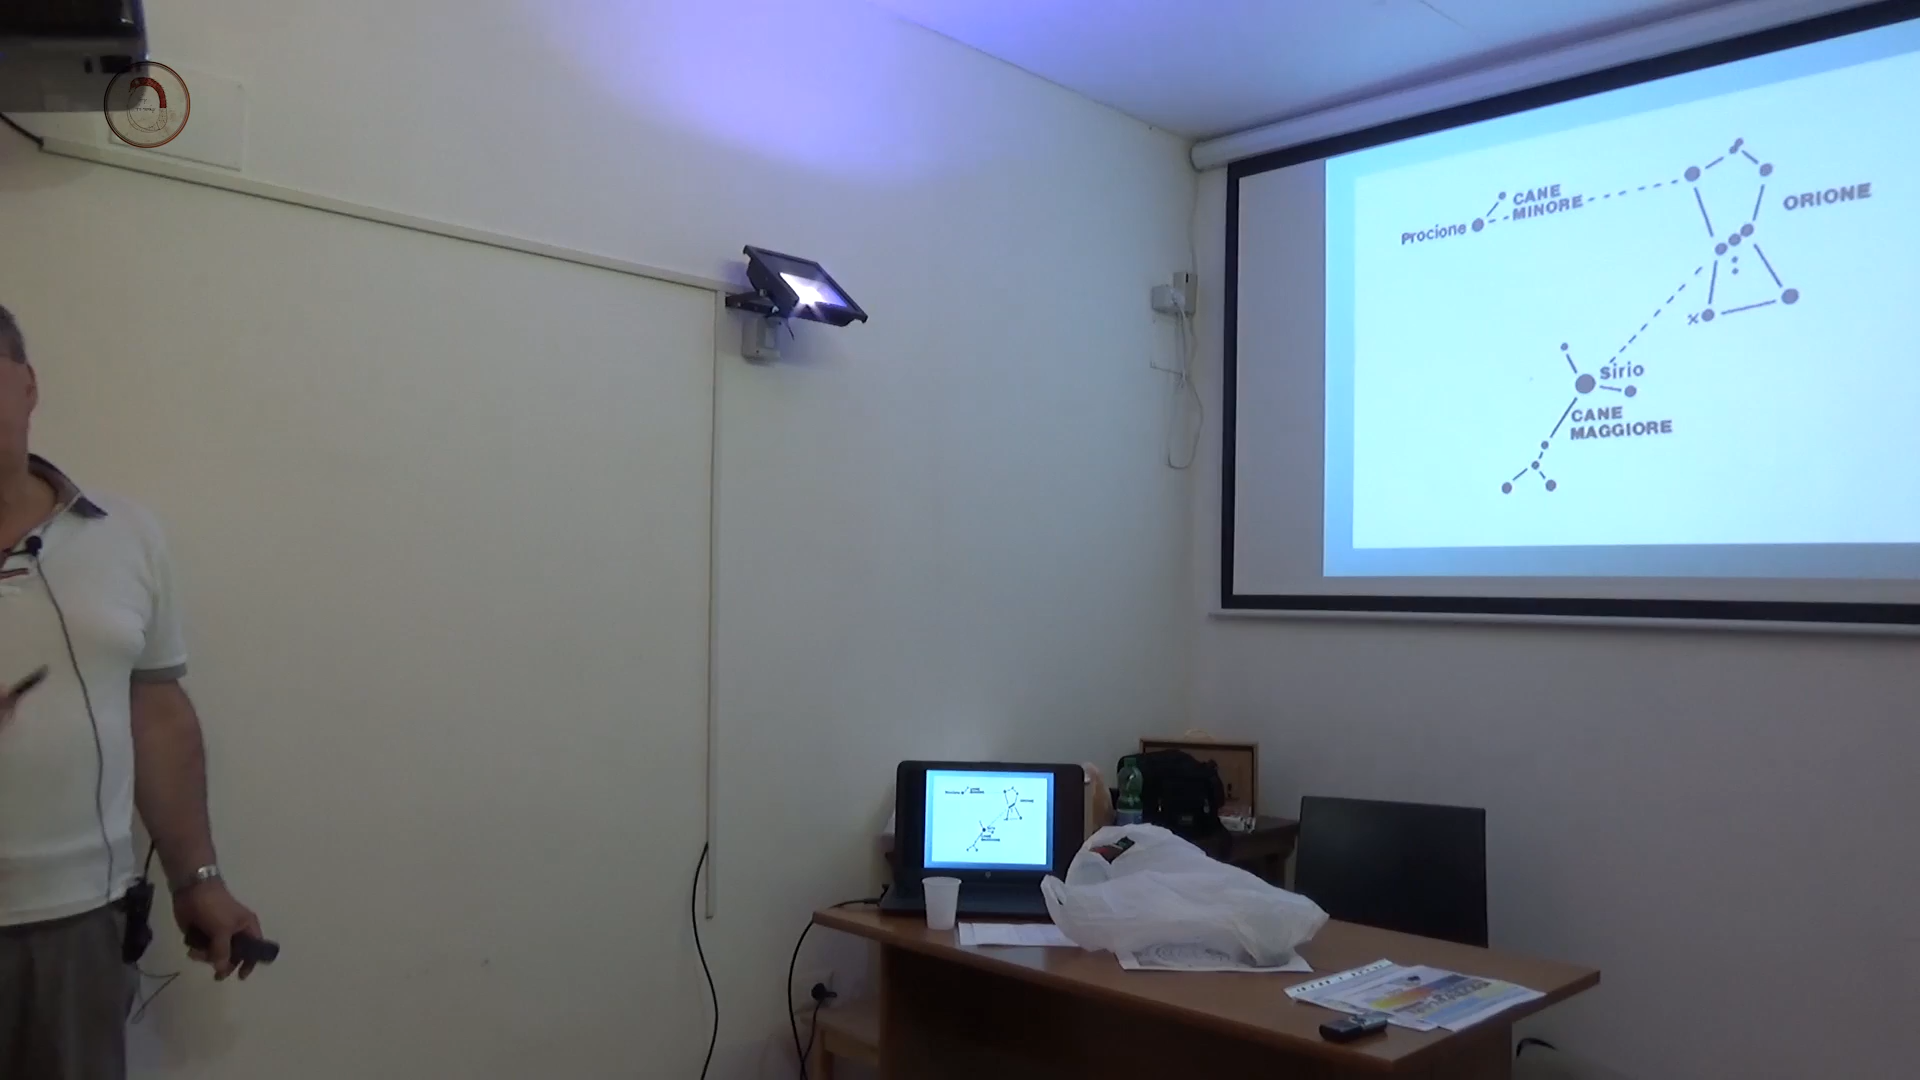 CANE
MINORE
Procione
ORIONE
Sirio
CANE
MAGGIORE